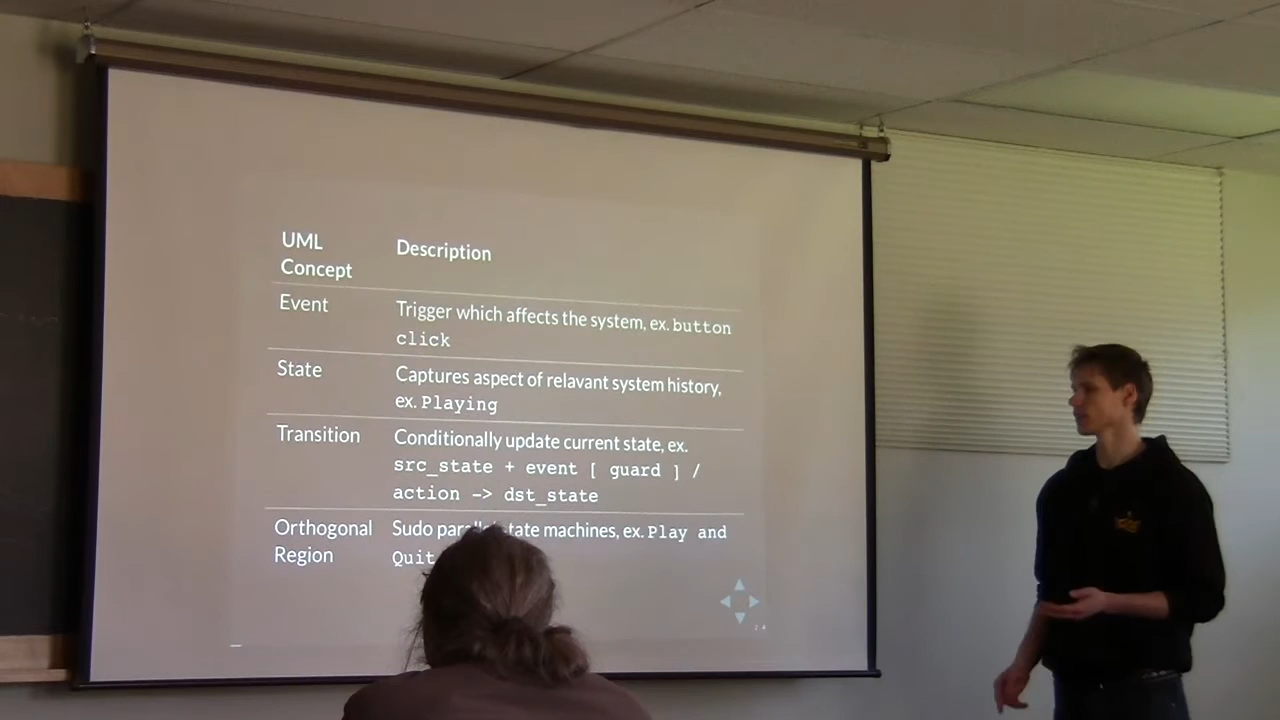 UML
Concept
Description
Event
Trigger which affects the system, ex. button
click
State
Captures aspect of relavant system history,
ex. Playing
Transition
Conditionally update current state, ex.
src_state + event [ guard ] /
action -> dst_state
Orthogonal
Region
Sudo state machines, ex. Play and
Quit